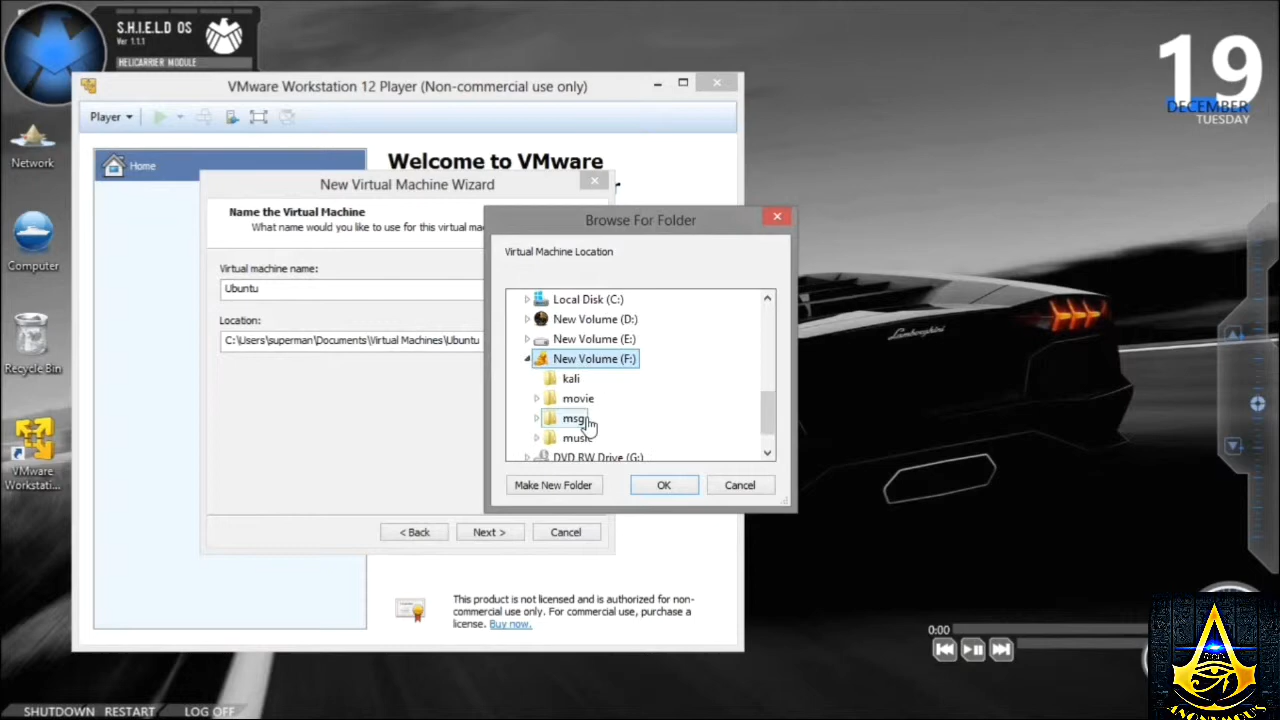 S.H.I.E.L.D OS
Ver 1.1.1
HELICARRIER MODULE
19
DECEMBER
TUESDAY
Network
Computer
Recycle Bin
VMware
Workstati...
VMware Workstation 12 Player (Non-commercial use only)
Player
Home
Welcome to VMware
New Virtual Machine Wizard
Name the Virtual Machine
What name would you like to use for this virtual mac
Virtual machine name:
Ubuntu
Location:
C:\Users\superman\Documents\Virtual Machines\Ubuntu
< Back
Next >
Cancel
Browse For Folder
Virtual Machine Location
Local Disk (C:)
New Volume (D:)
New Volume (E:)
New Volume (F:)
kali
movie
msg
music
DVD RW Drive (G:)
Make New Folder
OK
Cancel
This product is not licensed and is authorized for non-
commercial use only. For commercial use, purchase a
license. Buy now.
Lamborghini
0:00
SHUTDOWN RESTART LOG OFF